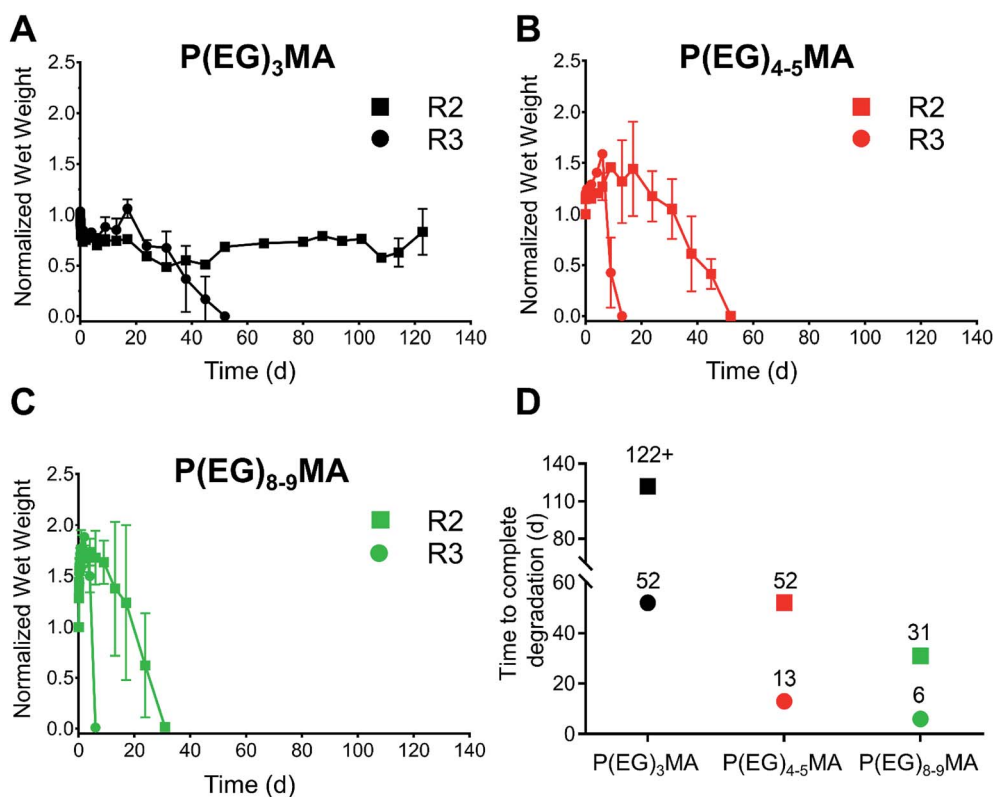 A
P(EG)3MA
Normalized Wet Weight
2.5
2.0
1.5
1.0
0.5
0.0
R2
R3
0 20 40 60 80 100 120 140
Time (d)
B
P(EG)4-5MA
Normalized Wet Weight
2.5
2.0
1.5
1.0
0.5
0.0
R2
R3
0 20 40 60 80 100 120 140
Time (d)
C
P(EG)8-9MA
Normalized Wet Weight
2.5
2.0
1.5
1.0
0.5
0.0
R2
R3
0 20 40 60 80 100 120 140
Time (d)
D
Time to complete
degradation (d)
140
120
100
80
60
40
20
0
122+
52
52
13
31
6
P(EG)3MA P(EG)4-5MA P(EG)8-9MA